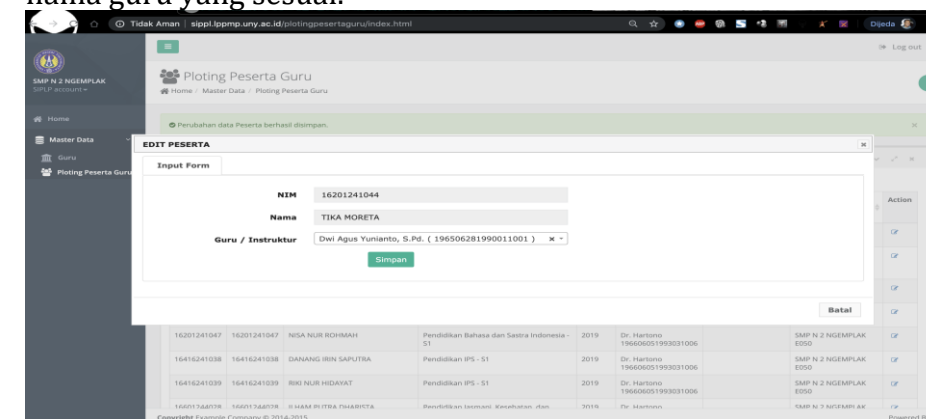 nama guru yang sesuai.
Tidak Aman | sippl.lppmp.uny.ac.id/plotingpesertaguru/index.html
Dijeda
Log out
SMP N 2 NGEMPLAK
SIPLP account
Ploting Peserta Guru
Home / Master Data / Ploting Peserta Guru
Home
Perubahan data Peserta berhasil disimpan.
Master Data
Guru
Ploting Peserta Guru
EDIT PESERTA
Input Form
NIM 16201241044
Nama TIKA MORETA
Guru / Instruktur Dwi Agus Yunianto, S.Pd. ( 196506281990011001 )
Simpan
Batal
Action
16201241047 16201241047 NISA NUR ROHMAH Pendidikan Bahasa dan Sastra Indonesia - S1 2019 Dr. Hartono 196606051993031006 SMP N 2 NGEMPLAK E050
16416241038 16416241038 DANANG IRIN SAPUTRA Pendidikan IPS - S1 2019 Dr. Hartono 196606051993031006 SMP N 2 NGEMPLAK E050
16416241039 16416241039 RIKI NUR HIDAYAT Pendidikan IPS - S1 2019 Dr. Hartono 196606051993031006 SMP N 2 NGEMPLAK E050
16601244028 16601244028 ILHAM PUTRA DHARISTA Pendidikan Jasmani, Kesehatan, dan 2019 Dr. Hartono SMP N 2 NGEMPLAK
Copyright Example Company © 2014-2015
Powered